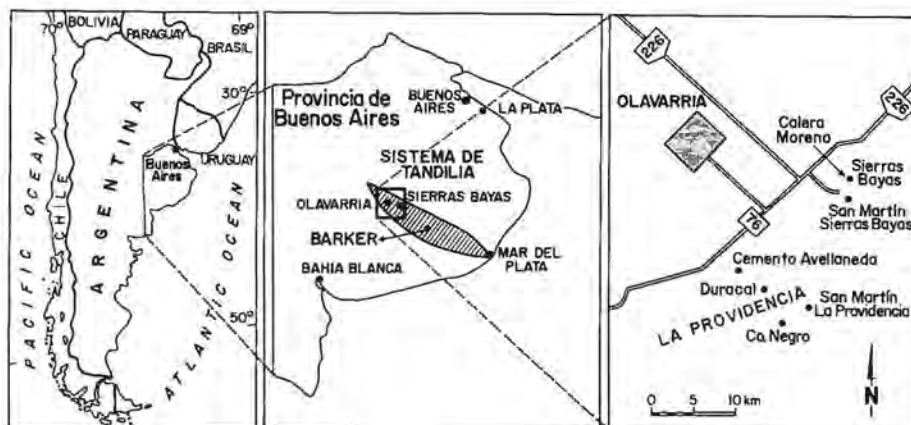 70°
BOLIVIA
PARAGUAY
69°
BRASIL
30°
ARGENTINA
Buenos
Aires
URUGUAY
CHILE
PACIFIC OCEAN
ATLANTIC OCEAN
50°
Provincia de
Buenos Aires
BUENOS
AIRES
LA PLATA
SISTEMA DE
TANDILIA
OLAVARRIA
SIERRAS BAYAS
BARKER
MAR DEL
PLATA
BAHIA BLANCA
226
226
OLAVARRIA
Calera
Moreno
Sierras
Bayas
San Martín
Sierras Bayas
76
Cemento Avellaneda
Duracal
LA PROVIDENCIA
San Martín
La Providencia
Co. Negro
0 5 10 km
N